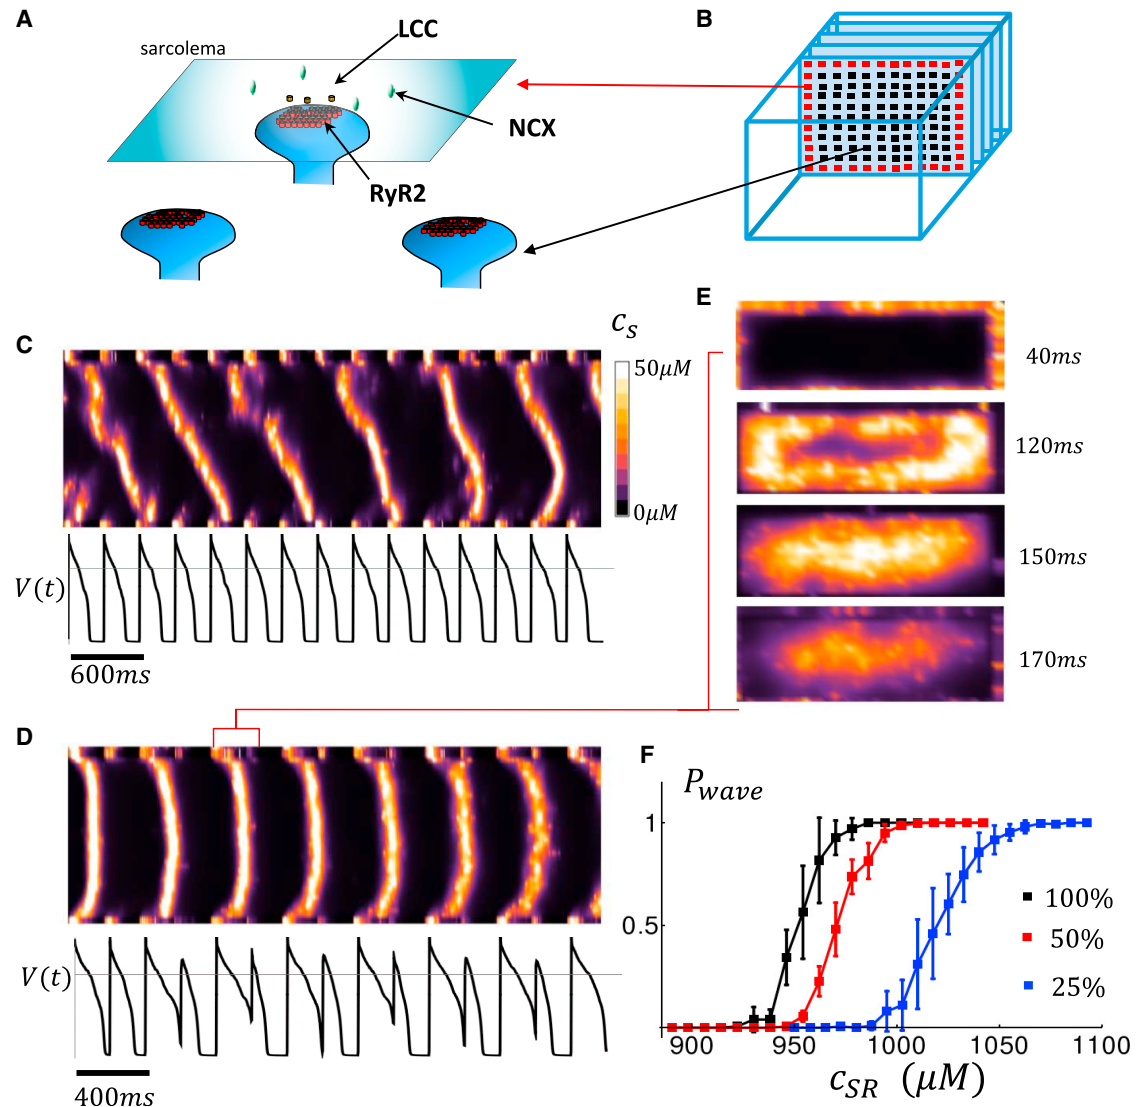 A
LCC
sarcolema
NCX
RyR2
B
C
c_s
50μM
0μM
V(t)
600ms
E
40ms
120ms
150ms
170ms
D
V(t)
400ms
F
P_wave
1
0.5
100%
50%
25%
900 950 1000 1050 1100
c_SR (μM)